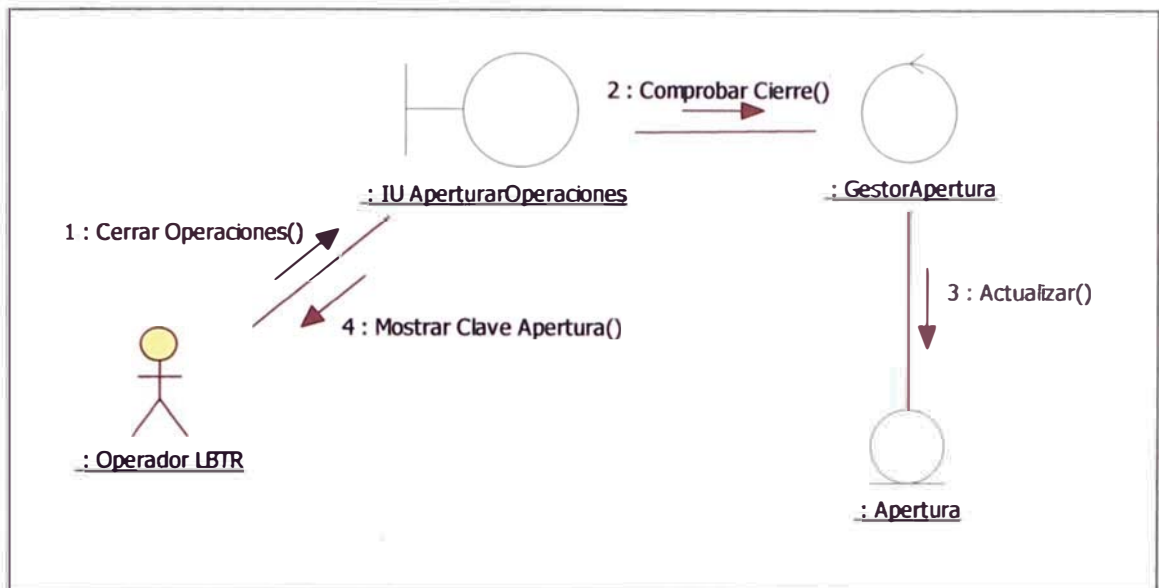 2 : Comprobar Cierre()
: IU AperturarOperaciones
: GestorApertura
1 : Cerrar Operaciones()
3 : Actualizar()
4 : Mostrar Clave Apertura()
: Operador LBTR
: Apertura